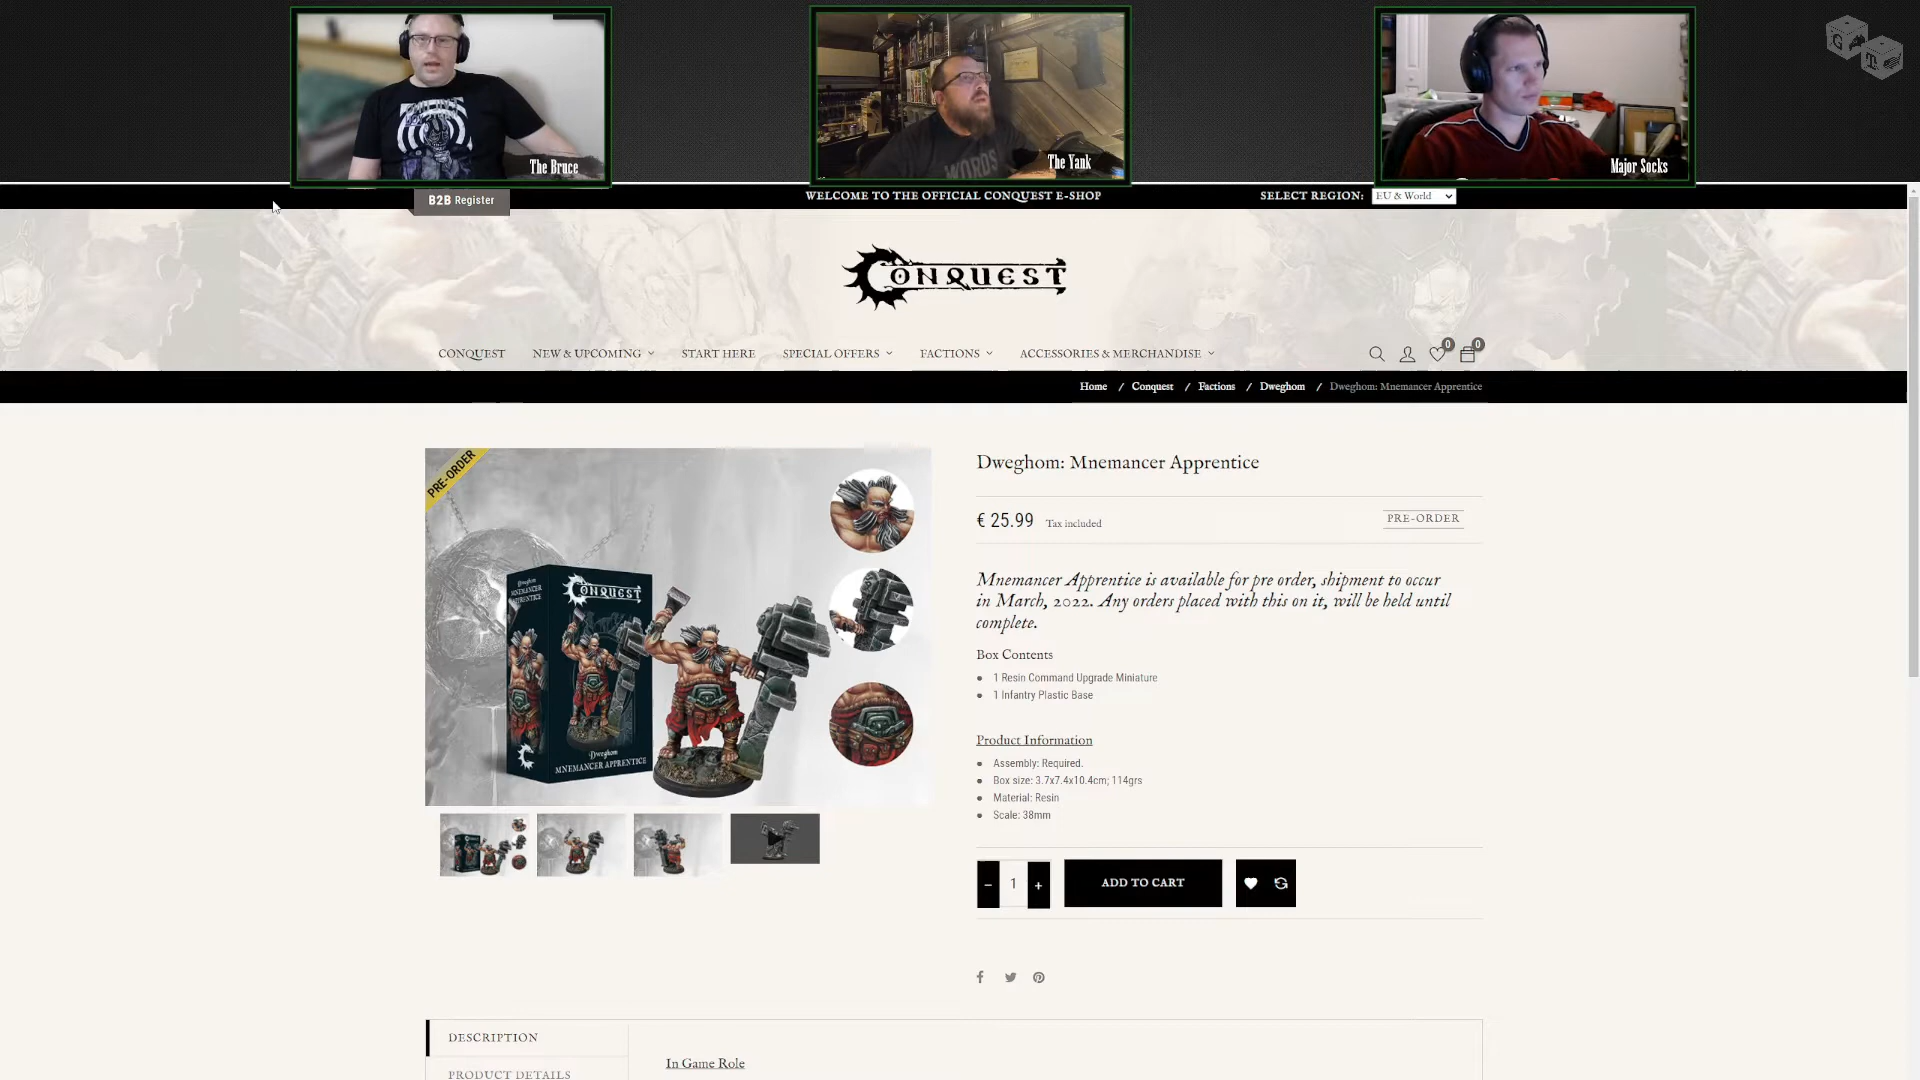 The Bruce
WORDS
The Yank
Major Socks
B2B Register
WELCOME TO THE OFFICIAL CONQUEST E-SHOP
SELECT REGION:
EU & World
CONQUEST
CONQUEST
NEW & UPCOMING
START HERE
SPECIAL OFFERS
FACTIONS
ACCESSORIES & MERCHANDISE
0
0
Home / Conquest / Factions / Dweghom / Dweghom: Mnemancer Apprentice
PRE-ORDER
CONQUEST
Dweghom
MNEMANCER
APPRENTICE
Dweghom
MNEMANCER APPRENTICE
Dweghom: Mnemancer Apprentice
€ 25.99 Tax included
PRE-ORDER
Mnemancer Apprentice is available for pre order, shipment to occur
in March, 2022. Any orders placed with this on it, will be held until
complete.
Box Contents
1 Resin Command Upgrade Miniature
1 Infantry Plastic Base
Product Information
Assembly: Required.
Box size: 3.7x7.4x10.4cm; 114grs
Material: Resin
Scale: 38mm
- 1 +
ADD TO CART
DESCRIPTION
PRODUCT DETAILS
In Game Role